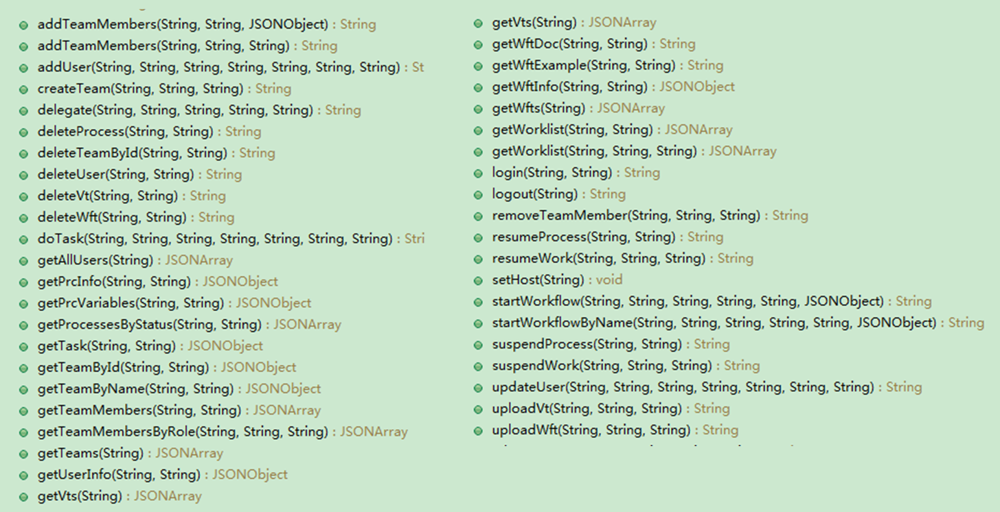 addTeamMembers(String, String, JSONObject) : String
addTeamMembers(String, String, String) : String
addUser(String, String, String, String, String, String, String) : St
createTeam(String, String, String) : String
delegate(String, String, String, String, String) : String
deleteProcess(String, String) : String
deleteTeamById(String, String) : String
deleteUser(String, String) : String
deleteVt(String, String) : String
deleteWft(String, String) : String
doTask(String, String, String, String, String, String, String) : Stri
getAllUsers(String) : JSONArray
getPrcInfo(String, String) : JSONObject
getPrcVariables(String, String) : JSONObject
getProcessesByStatus(String, String) : JSONArray
getTask(String, String) : JSONObject
getTeamById(String, String) : JSONObject
getTeamByName(String, String) : JSONObject
getTeamMembers(String, String) : JSONArray
getTeamMembersByRole(String, String, String) : JSONArray
getTeams(String) : JSONArray
getUserInfo(String, String) : JSONObject
getVts(String) : JSONArray
getVts(String) : JSONArray
getWftDoc(String, String) : String
getWftExample(String, String) : String
getWftInfo(String, String) : JSONObject
getWfts(String) : JSONArray
getWorklist(String, String) : JSONArray
getWorklist(String, String, String) : JSONArray
login(String, String) : String
logout(String) : String
removeTeamMember(String, String, String) : String
resumeProcess(String, String) : String
resumeWork(String, String, String) : String
setHost(String) : void
startWorkflow(String, String, String, String, String, JSONObject) : String
startWorkflowByName(String, String, String, String, String, JSONObject) : String
suspendProcess(String, String) : String
suspendWork(String, String, String) : String
updateUser(String, String, String, String, String, String, String) : String
uploadVt(String, String, String) : String
uploadWft(String, String, String) : String